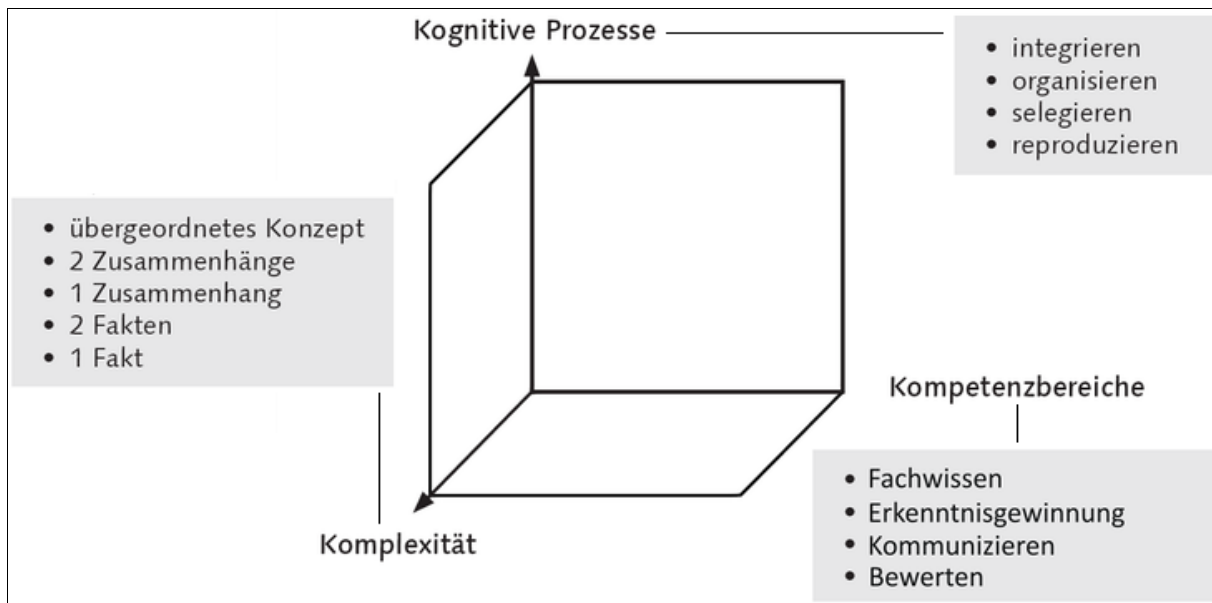 Kognitive Prozesse
• integrieren
• organisieren
• selegieren
• reproduzieren
• übergeordnetes Konzept
• 2 Zusammenhänge
• 1 Zusammenhang
• 2 Fakten
• 1 Fakt
Kompetenzbereiche
• Fachwissen
• Erkenntnisgewinnung
• Kommunizieren
• Bewerten
Komplexität